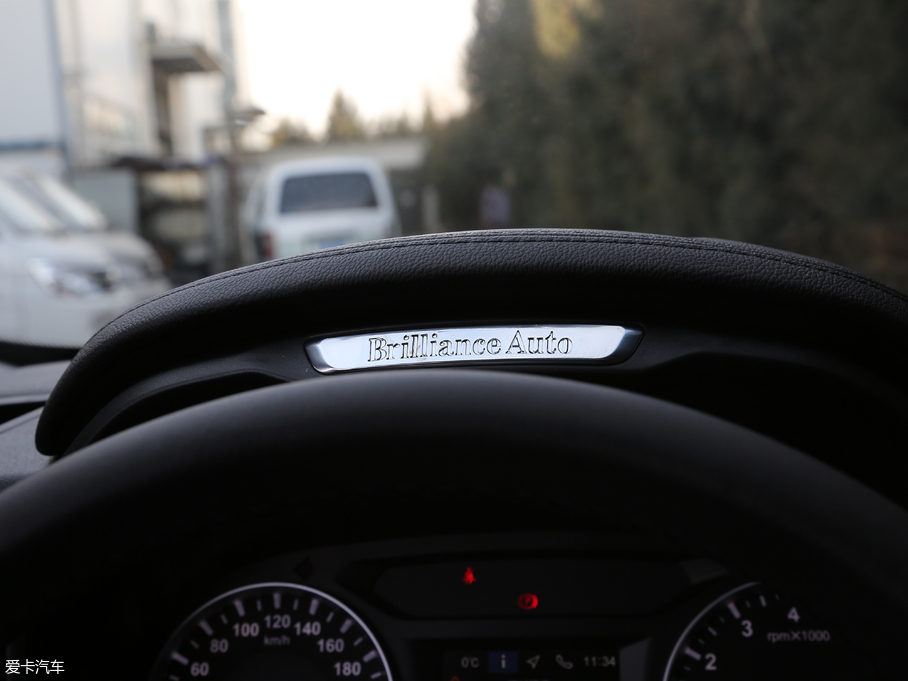 Brilliance Auto
120
100
140
80
km/h
160
60
180
4
3
rpm×1000
2
0℃
i
11:34
爱卡汽车